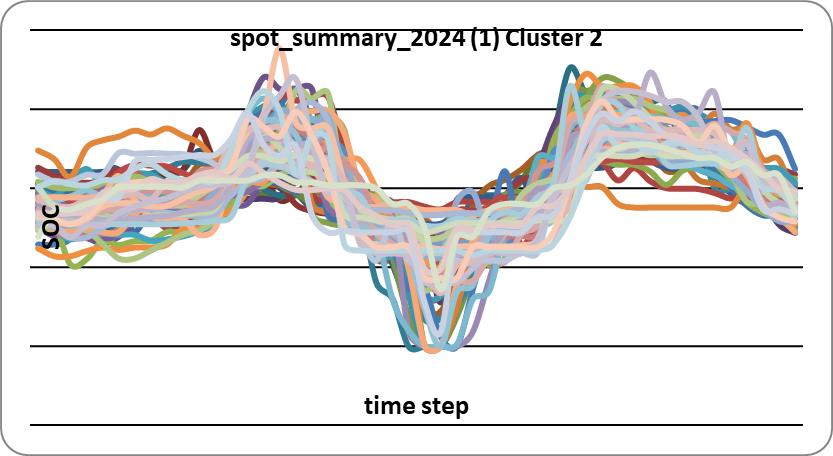 spot_summary_2024 (1) Cluster 2
SOC
time step